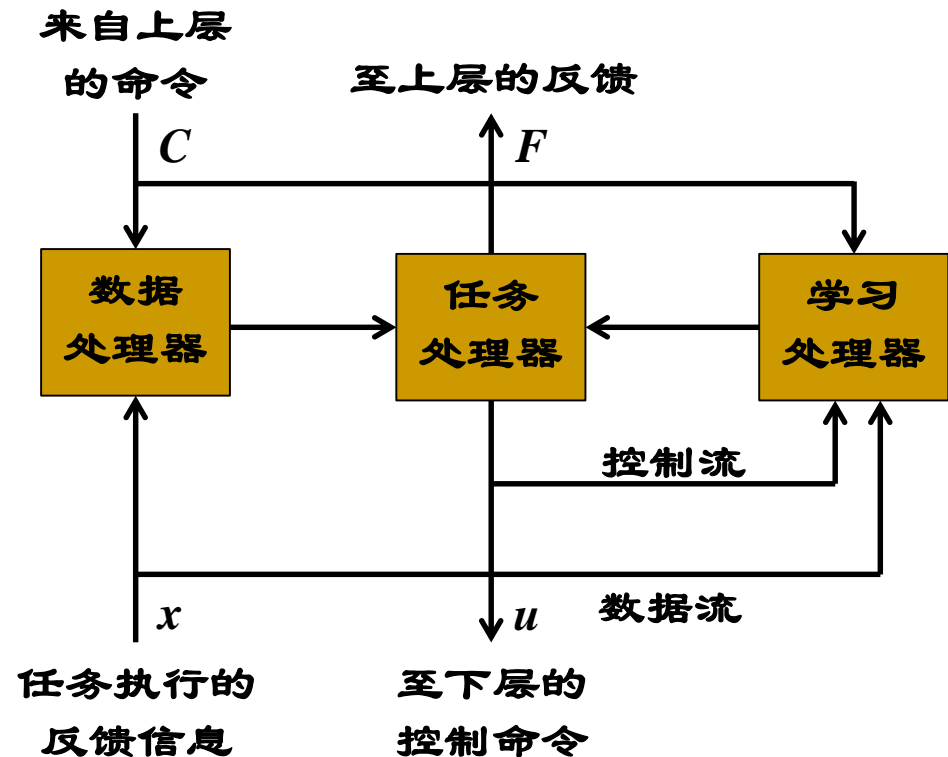 来自上层
的命令
至上层的反馈
C
F
数据
处理器
任务
处理器
学习
处理器
控制流
数据流
x
u
任务执行的
反馈信息
至下层的
控制命令